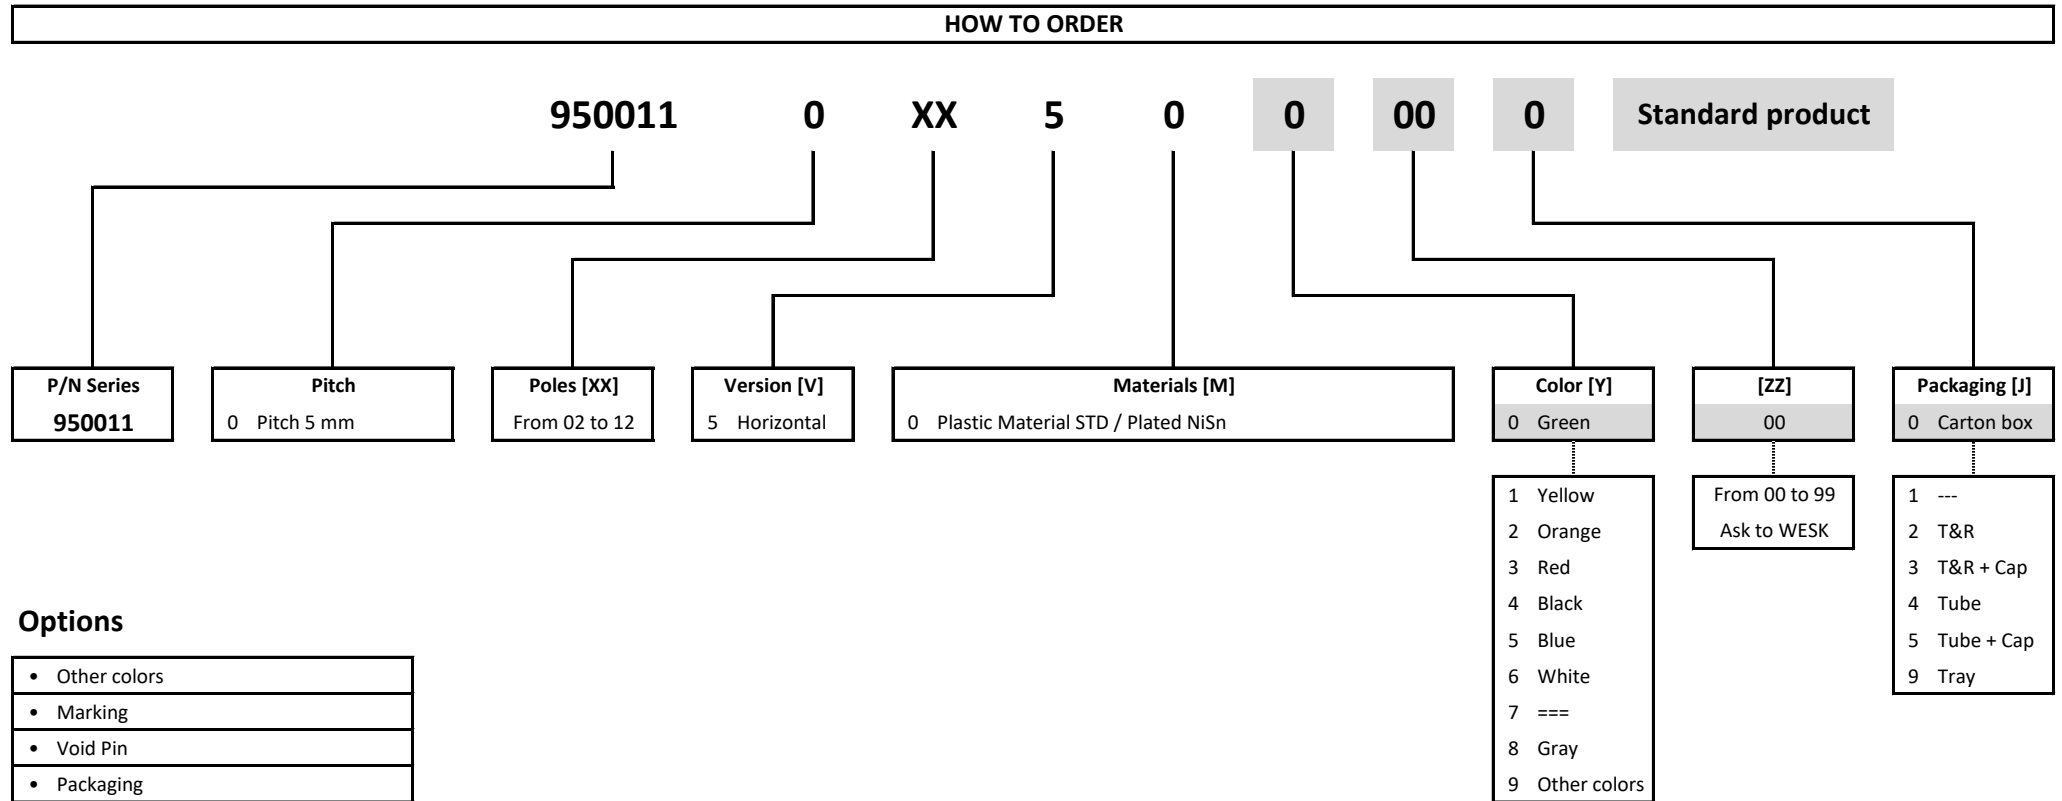 HOW TO ORDER
950011 0 XX 5 0 0 00 0 Standard product
P/N Series Pitch Poles [XX] Version [V] Materials [M] Color [Y] [ZZ] Packaging [J]
950011 0 Pitch 5 mm From 02 to 12 5 Horizontal 0 Plastic Material STD / Plated NiSn 0 Green 00 0 Carton box
1 Yellow From 00 to 99 1 ---
2 Orange Ask to WESK 2 T&R
3 Red 3 T&R + Cap
4 Black 4 Tube
5 Blue 5 Tube + Cap
6 White 9 Tray
7 ===
8 Gray
9 Other colors
Options
• Other colors
• Marking
• Void Pin
• Packaging